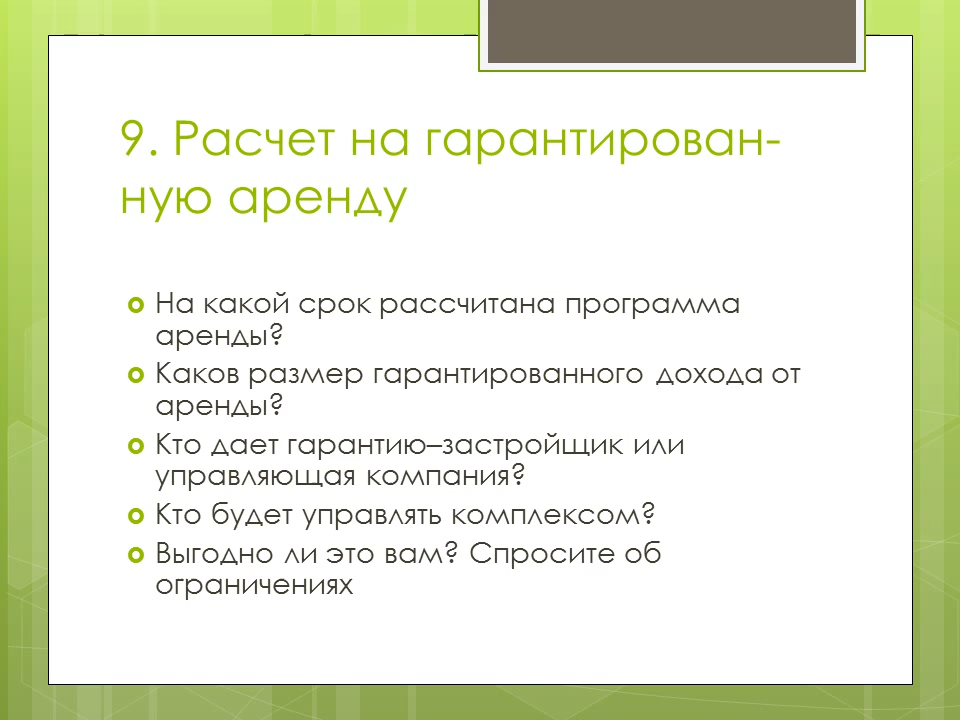 9. Расчет на гарантирован-
ную аренду
На какой срок рассчитана программа
аренды?
Каков размер гарантированного дохода от
аренды?
Кто дает гарантию–застройщик или
управляющая компания?
Кто будет управлять комплексом?
Выгодно ли это вам? Спросите об
ограничениях